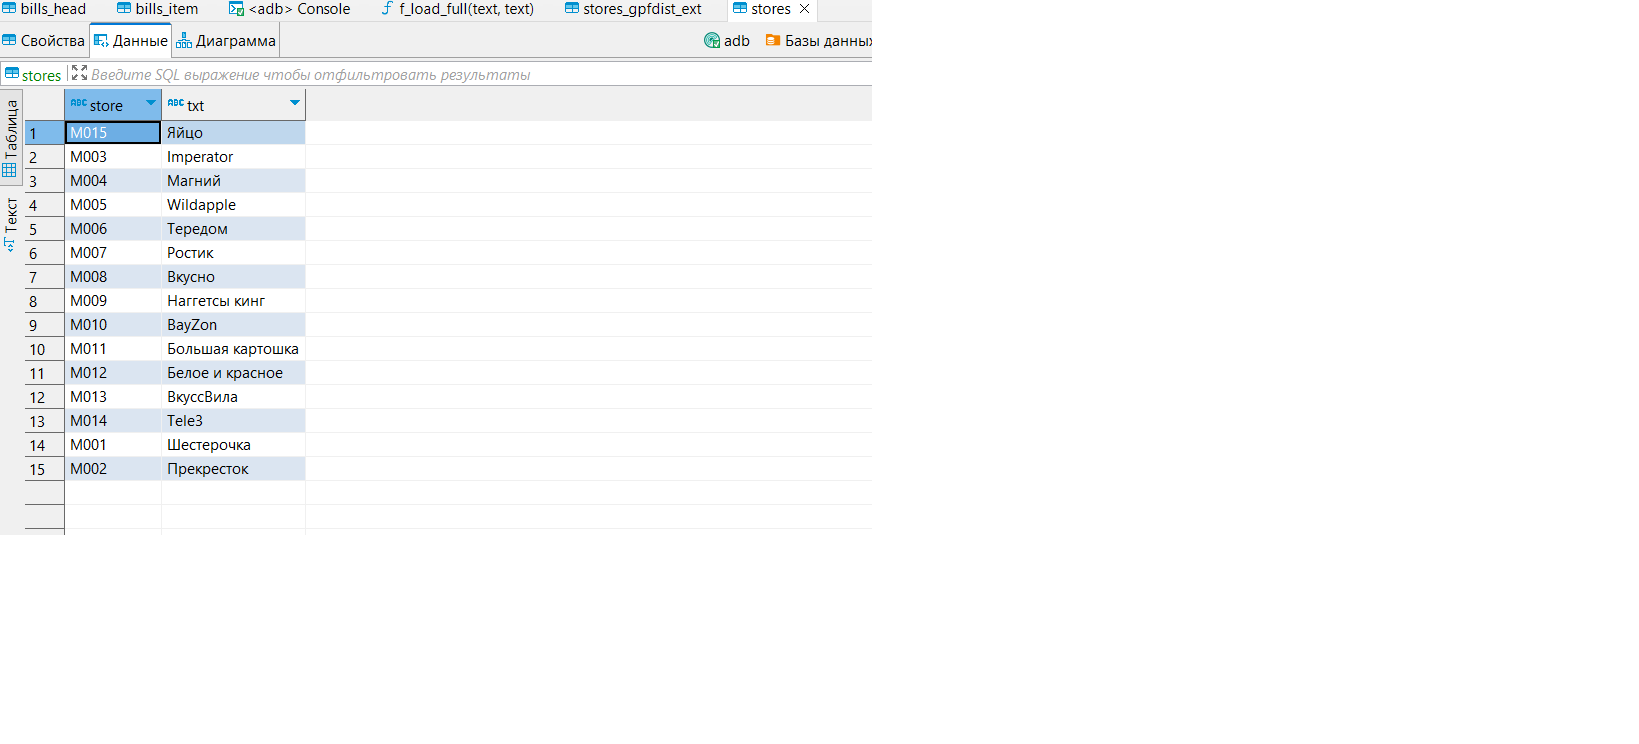 bills_head bills_item <adb> Console f_load_full(text, text) stores_gpfdist_ext stores
Свойства Данные Диаграмма adb Базы данных
stores Введите SQL выражение чтобы отфильтровать результаты
Таблица
Текст
ABC store ABC txt
1 M015 Яйцо
2 M003 Imperator
3 M004 Магний
4 M005 Wildapple
5 M006 Тередом
6 M007 Ростик
7 M008 Вкусно
8 M009 Наггетсы кинг
9 M010 BayZon
10 M011 Большая картошка
11 M012 Белое и красное
12 M013 ВкуссВила
13 M014 Tele3
14 M001 Шестерочка
15 M002 Прекресток